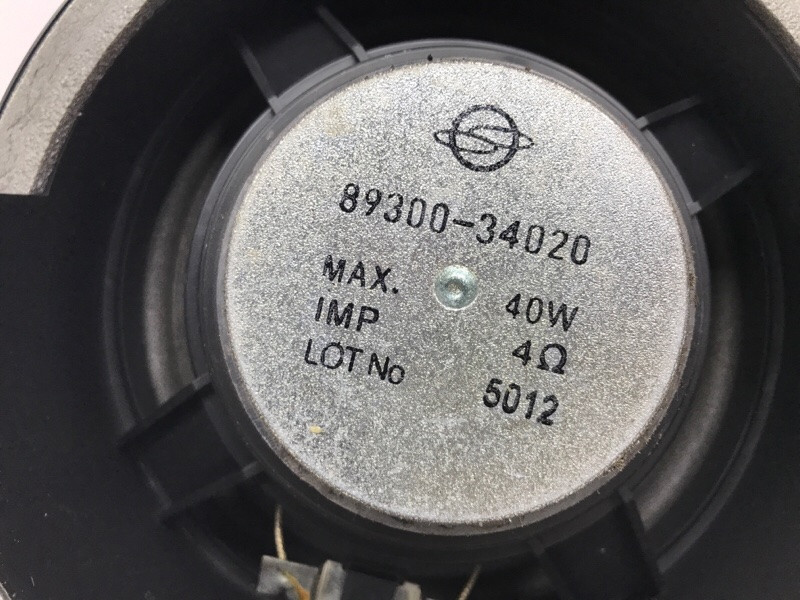 89300-34020
MAX. 40W
IMP 4Ω
LOT No 5012